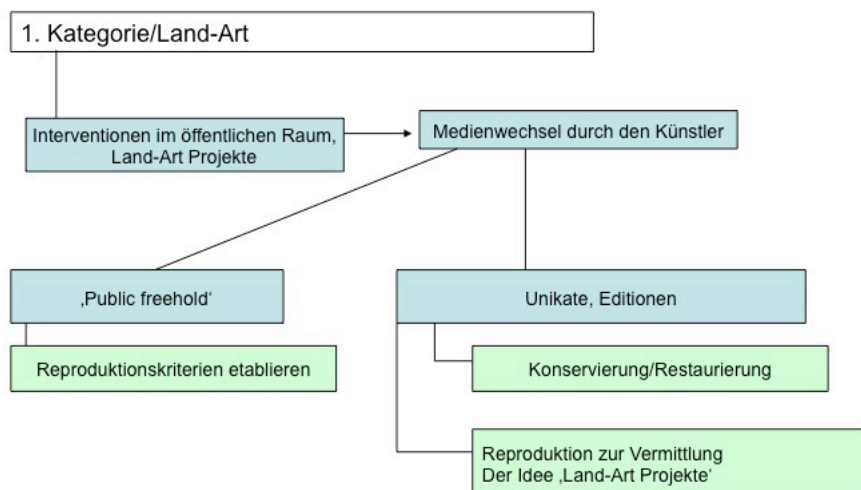 1. Kategorie/Land-Art
Interventionen im öffentlichen Raum,
Land-Art Projekte
Medienwechsel durch den Künstler
‚Public freehold‘
Unikate, Editionen
Reproduktionskriterien etablieren
Konservierung/Restaurierung
Reproduktion zur Vermittlung
Der Idee ‚Land-Art Projekte‘